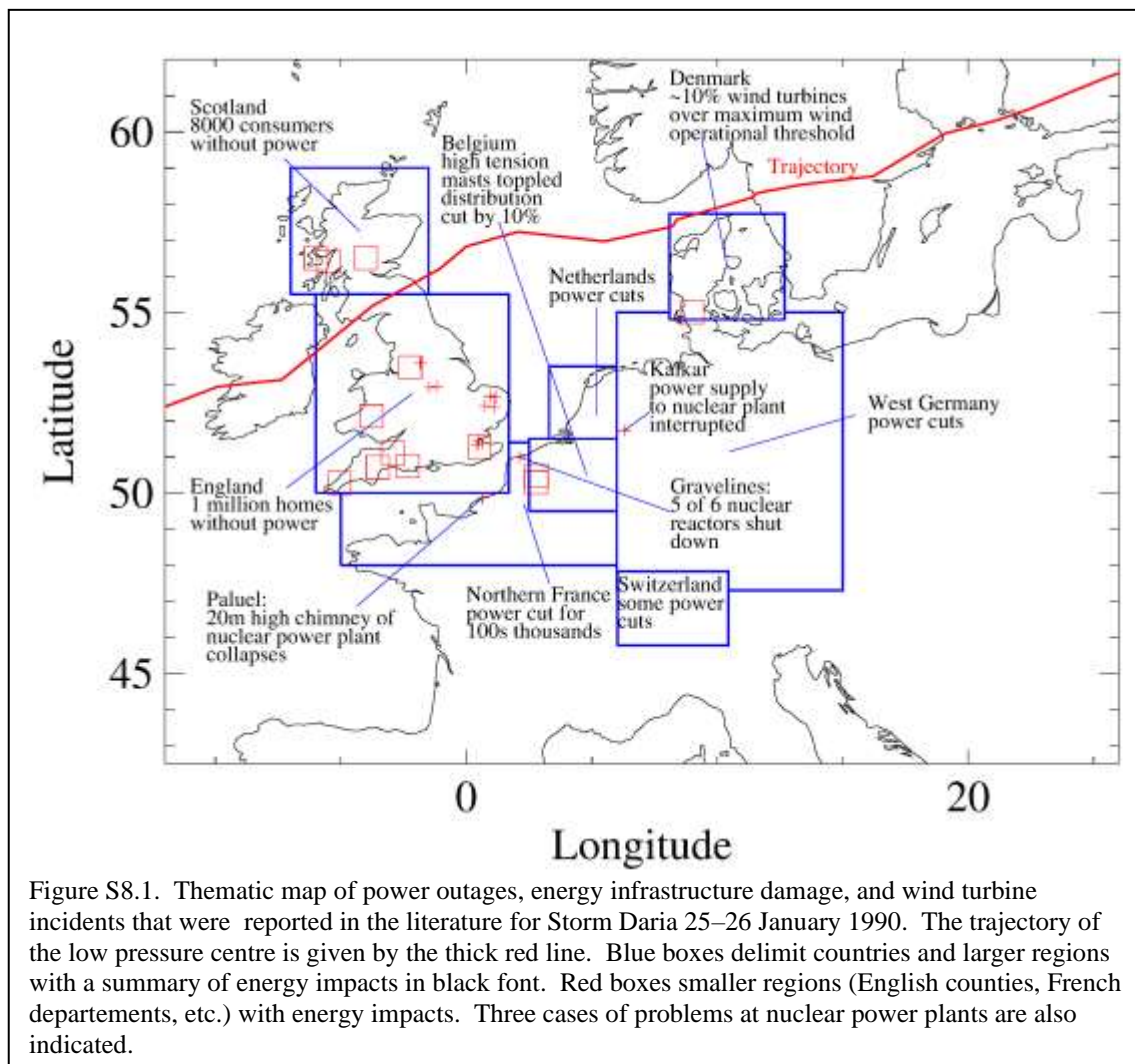 Scotland
8000 consumers
without power
Belgium
high tension
masts toppled
distribution
cut by 10%
Denmark
~10% wind turbines
over maximum wind
operational threshold
Trajectory
Netherlands
power cuts
Kalkar
power supply
to nuclear plant
interrupted
West Germany
power cuts
England
1 million homes
without power
Gravelines:
5 of 6 nuclear
reactors shut
down
Paluel:
20m high chimney of
nuclear power plant
collapses
Northern France
power cut for
100s thousands
Switzerland
some power
cuts
60
55
50
45
Latitude
0
20
Longitude
Figure S8.1. Thematic map of power outages, energy infrastructure damage, and wind turbine
incidents that were reported in the literature for Storm Daria 25–26 January 1990. The trajectory of
the low pressure centre is given by the thick red line. Blue boxes delimit countries and larger regions
with a summary of energy impacts in black font. Red boxes smaller regions (English counties, French
departements, etc.) with energy impacts. Three cases of problems at nuclear power plants are also
indicated.